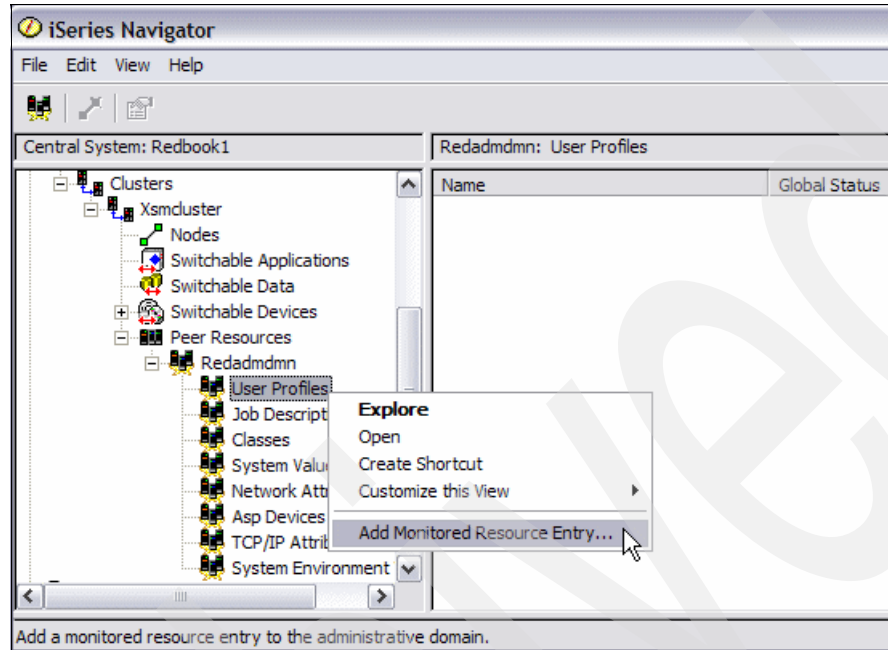 iSeries Navigator
File Edit View Help
Central System: Redbook1
Redadmdmn: User Profiles
Name
Global Status
Clusters
Xsmcluster
Nodes
Switchable Applications
Switchable Data
Switchable Devices
Peer Resources
Redadmdmn
User Profiles
Job Descript
Classes
System Valu
Network Attr
Asp Devices
TCP/IP Attrib
System Environment
Explore
Open
Create Shortcut
Customize this View
Add Monitored Resource Entry...
Add a monitored resource entry to the administrative domain.